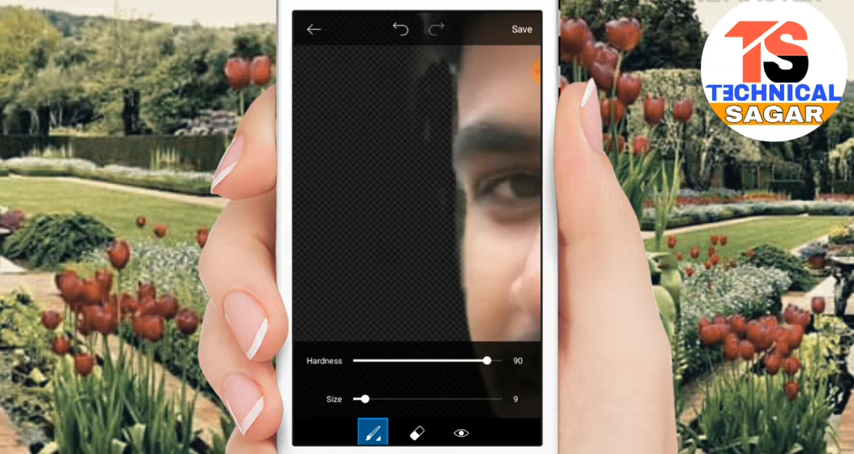 Save
TS
TECHNICAL
SAGAR
Hardness 90
Size 9